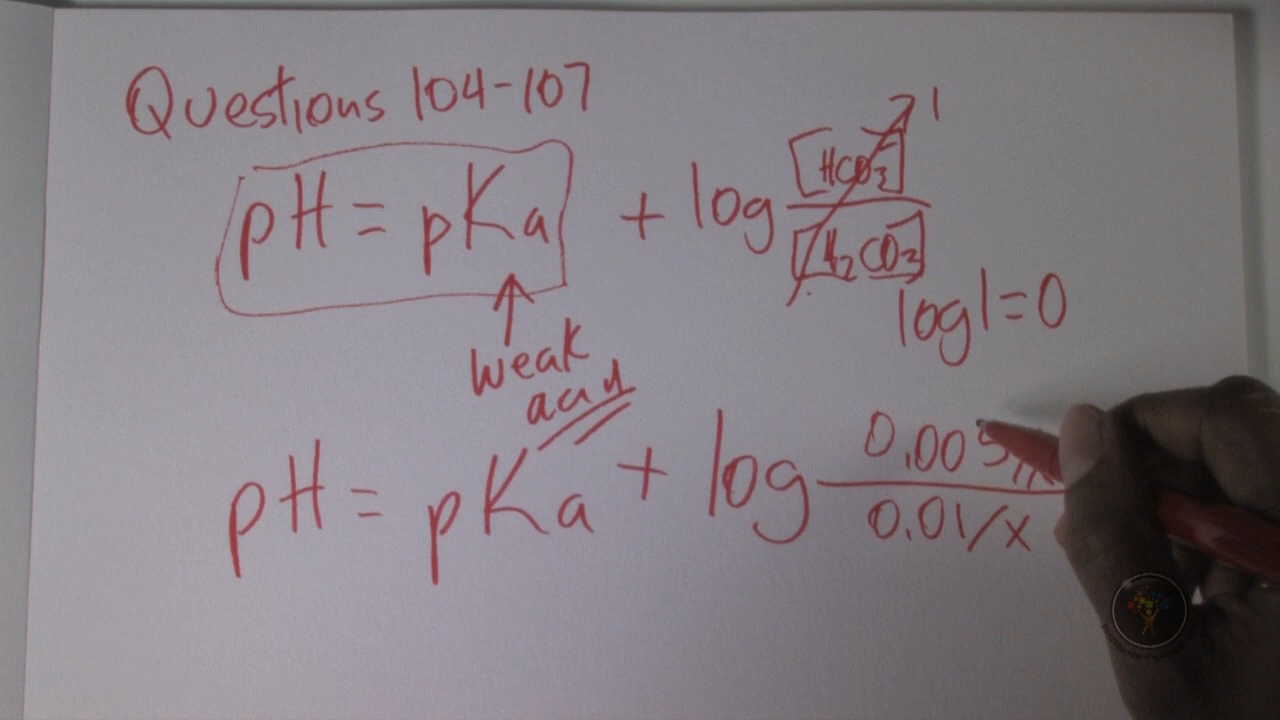 Questions 104-107
pH = pKa + log [HCO3-] / [H2CO3] 1
log 1 = 0
weak
acid
pH = pKa + log 0.005/x / 0.01/x